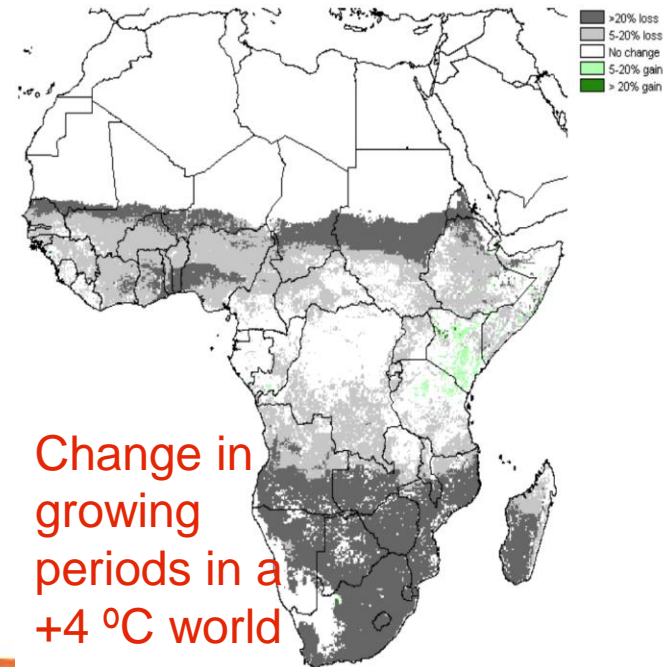 >20% loss
5-20% loss
No change
5-20% gain
> 20% gain
Change in
growing
periods in a
+4 ºC world